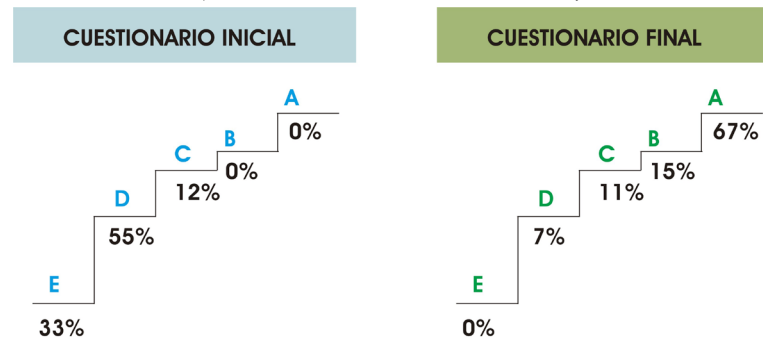 CUESTIONARIO INICIAL
A
0%
B
0%
C
12%
D
55%
E
33%
CUESTIONARIO FINAL
A
67%
B
15%
C
11%
D
7%
E
0%